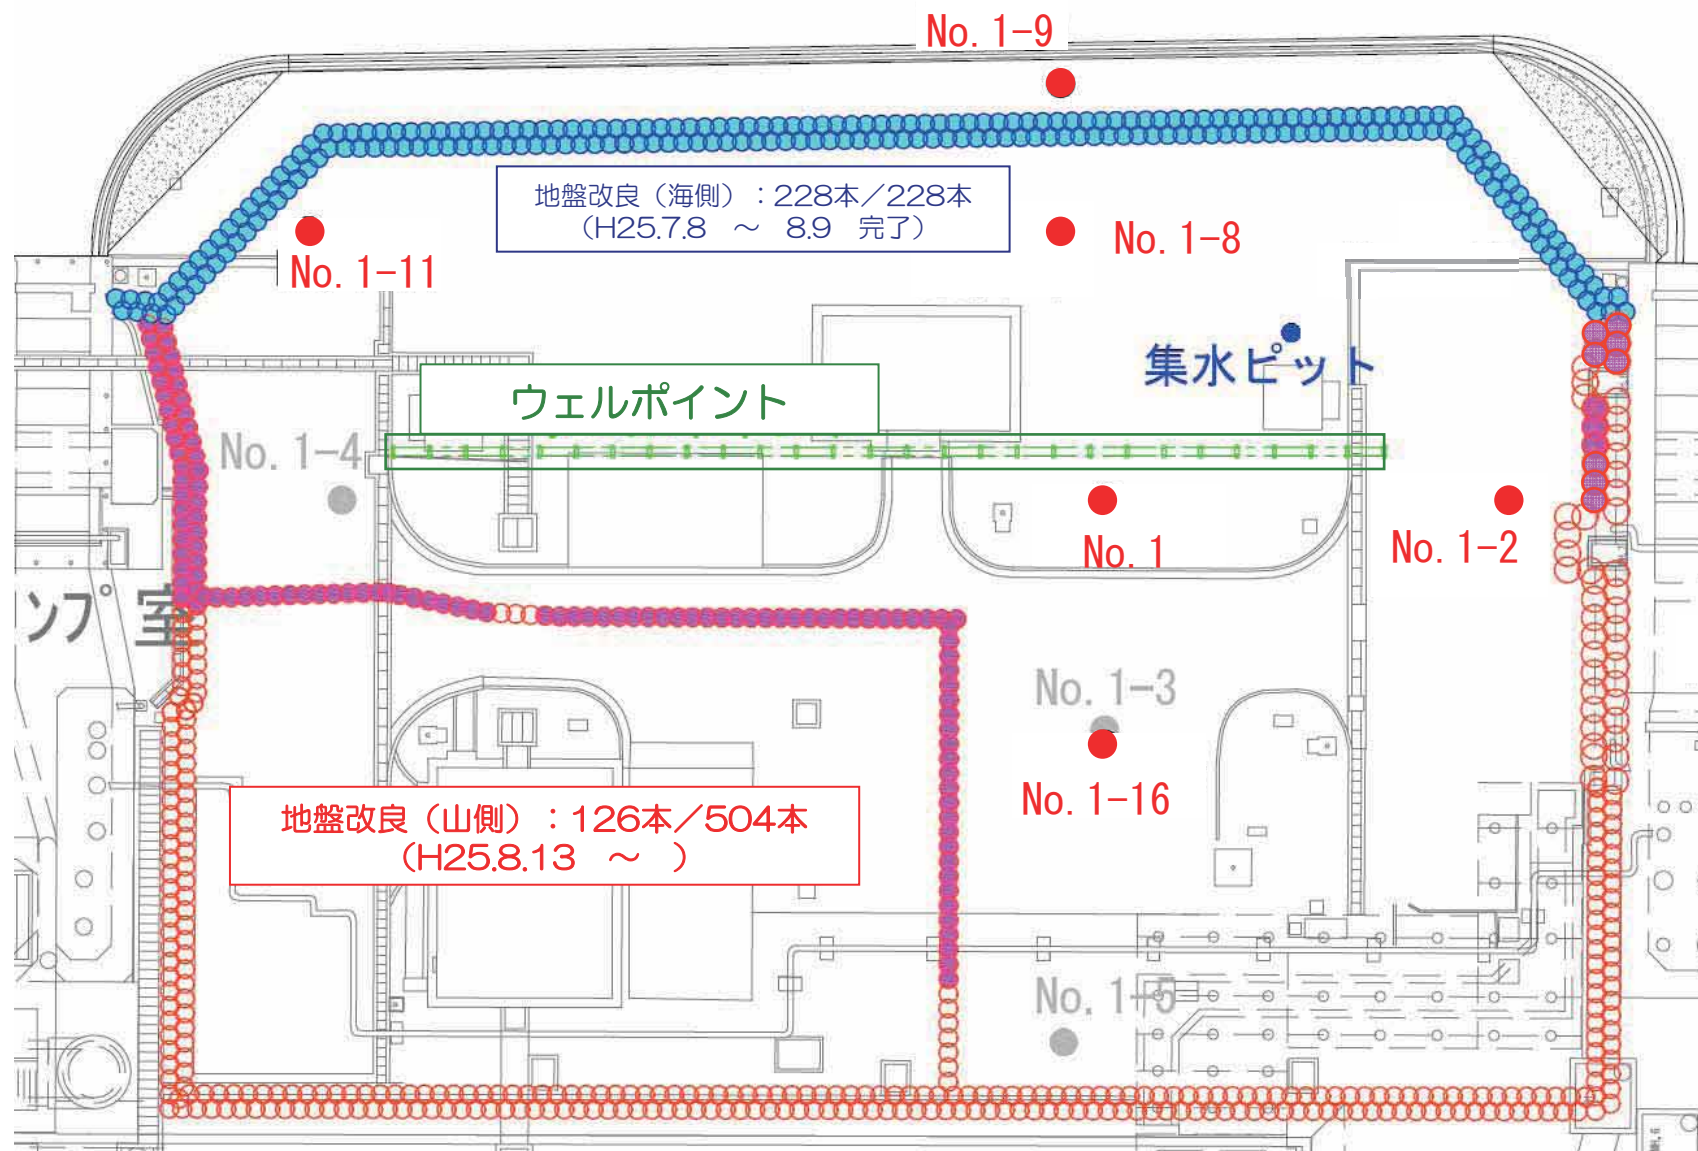 No. 1-9
地盤改良（海側）：228本／228本
（H25.7.8　～　8.9　完了）
No. 1-11
No. 1-8
集水ピット
ウェルポイント
No. 1-4
No. 1
No. 1-2
ンプ室
No. 1-3
No. 1-16
地盤改良（山側）：126本／504本
（H25.8.13　～　）
No. 1-5